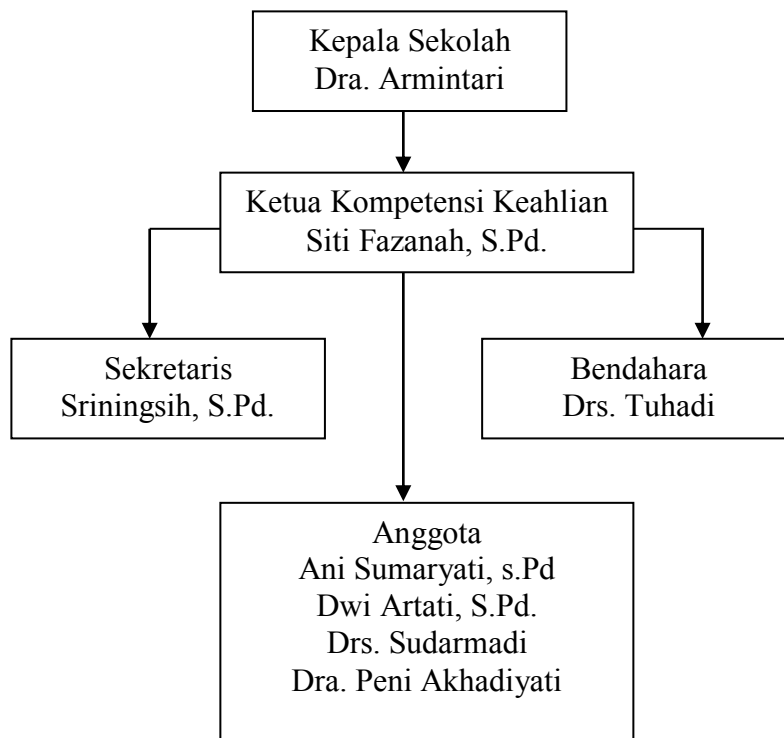 Kepala Sekolah
Dra. Armintari
Ketua Kompetensi Keahlian
Siti Fazanah, S.Pd.
Sekretaris
Sriningsih, S.Pd.
Bendahara
Drs. Tuhadi
Anggota
Ani Sumaryati, s.Pd
Dwi Artati, S.Pd.
Drs. Sudarmadi
Dra. Peni Akhadiyati